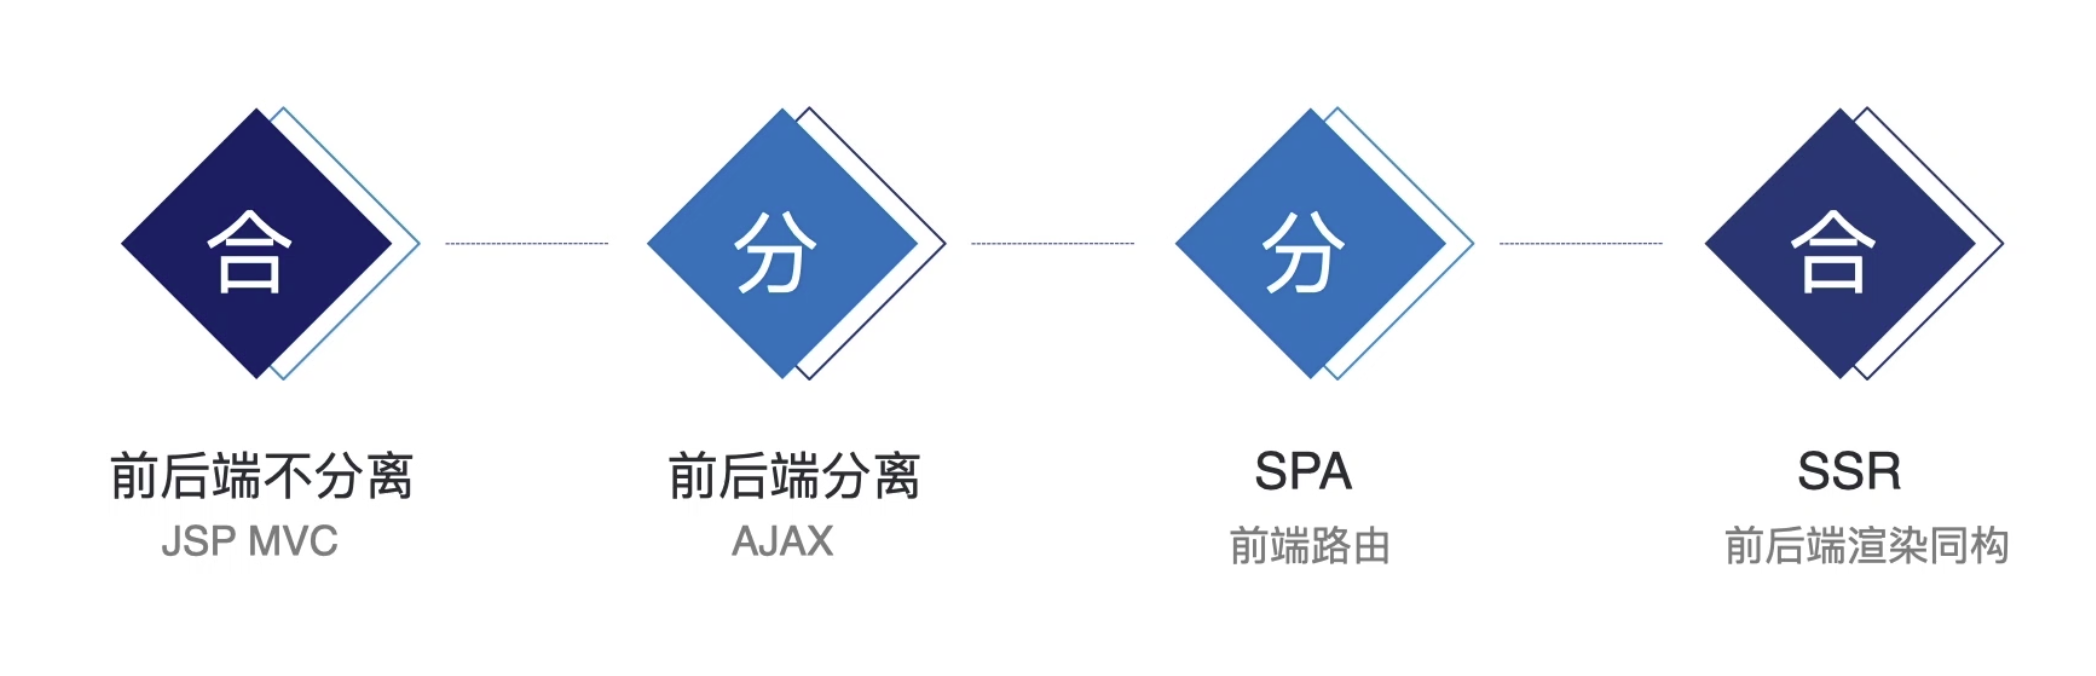 合
分
分
合
前后端不分离
前后端分离
SPA
SSR
JSP MVC
AJAX
前端路由
前后端渲染同构